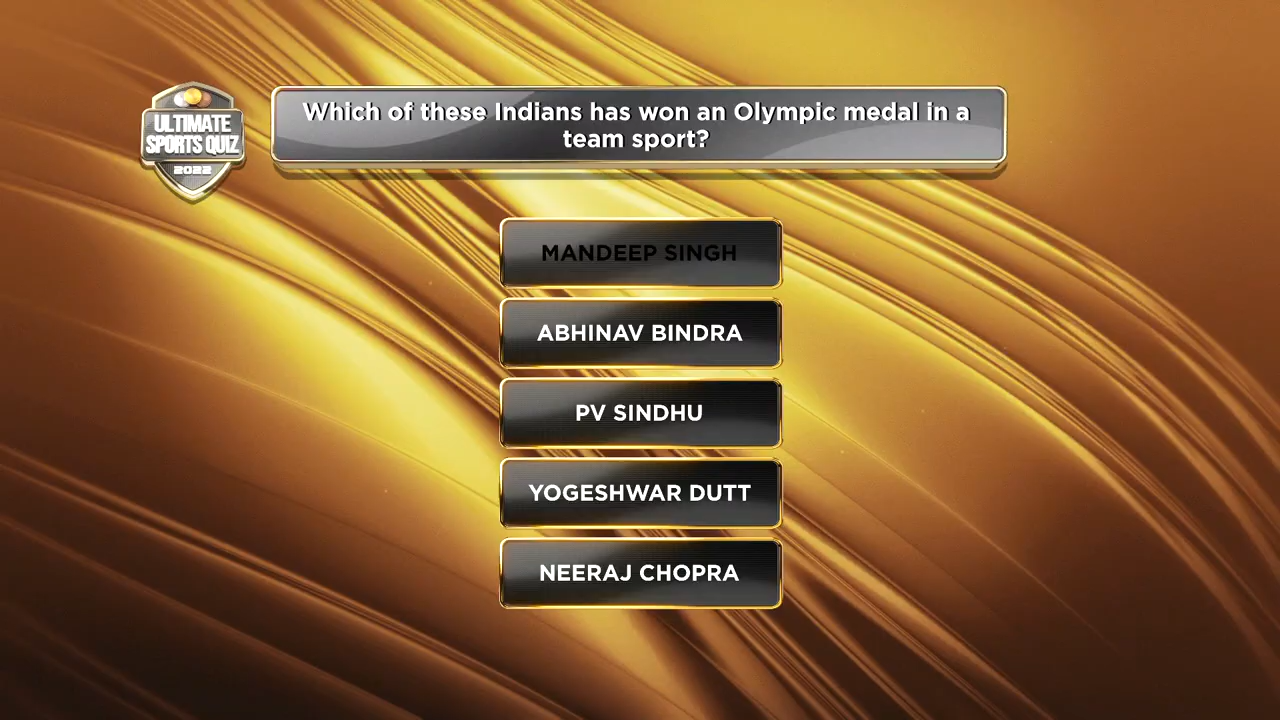 ULTIMATE
SPORTS QUIZ
2022
Which of these Indians has won an Olympic medal in a
team sport?
MANDEEP SINGH
ABHINAV BINDRA
PV SINDHU
YOGESHWAR DUTT
NEERAJ CHOPRA